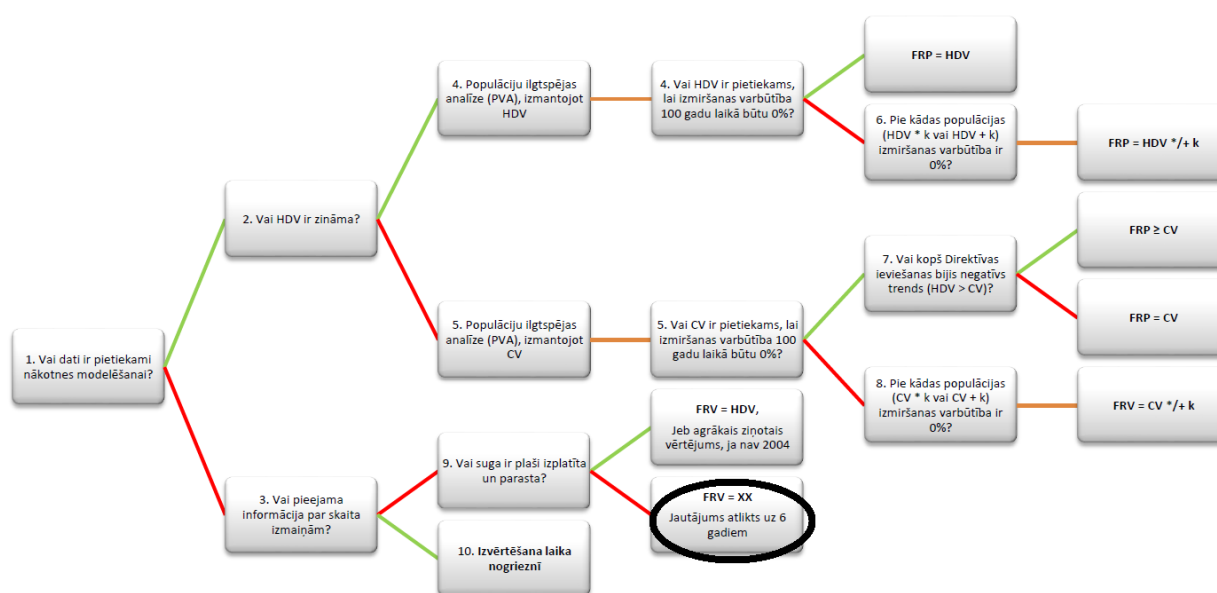 1. Vai dati ir pietiekami
nākotnes modelēšanai?
2. Vai HDV ir zināma?
3. Vai pieejama
informācija par skaita
izmaiņām?
4. Populāciju ilgtspējas
analīze (PVA), izmantojot
HDV
5. Populāciju ilgtspējas
analīze (PVA), izmantojot
CV
9. Vai suga ir plaši izplatīta
un parasta?
10. Izvērtēšana laika
nogrieznī
4. Vai HDV ir pietiekams,
lai izmiršanas varbūtība
100 gadu laikā būtu 0%?
5. Vai CV ir pietiekams, lai
izmiršanas varbūtība 100
gadu laikā būtu 0%?
FRV = HDV,
Jeb agrākais ziņotais
vērtējums, ja nav 2004
FRV = XX
Jautājums atlikts uz 6
gadiem
FRP = HDV
6. Pie kādas populācijas
(HDV * k vai HDV + k)
izmiršanas varbūtība ir
0%?
7. Vai kopš Direktīvas
ieviešanas bijis negatīvs
trends (HDV > CV)?
8. Pie kādas populācijas
(CV * k vai CV + k)
izmiršanas varbūtība ir
0%?
FRP = HDV */+ k
FRP ≥ CV
FRP = CV
FRV = CV */+ k